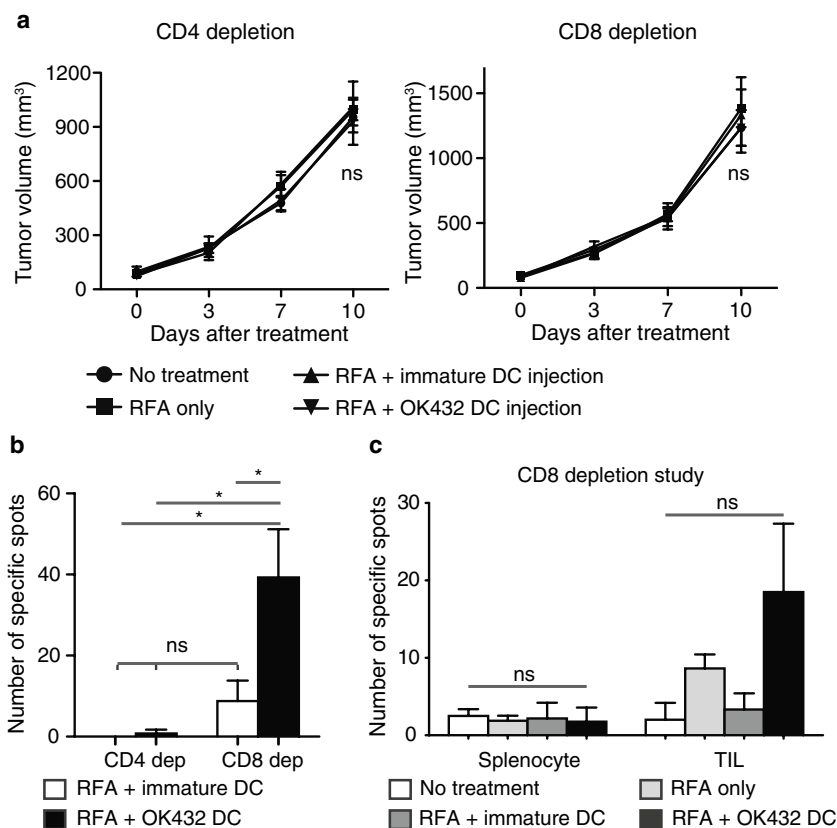 a
CD4 depletion
CD8 depletion
Tumor volume (mm³)
1200
900
600
300
0
ns
0 3 7 10
Days after treatment
Tumor volume (mm³)
1500
1000
500
0
ns
0 3 7 10
Days after treatment
No treatment
RFA + immature DC injection
RFA only
RFA + OK432 DC injection
b
Number of specific spots
60
40
20
0
*
*
*
ns
CD4 dep CD8 dep
RFA + immature DC
RFA + OK432 DC
c
CD8 depletion study
Number of specific spots
30
20
10
0
ns
ns
Splenocyte TIL
No treatment
RFA only
RFA + immature DC
RFA + OK432 DC